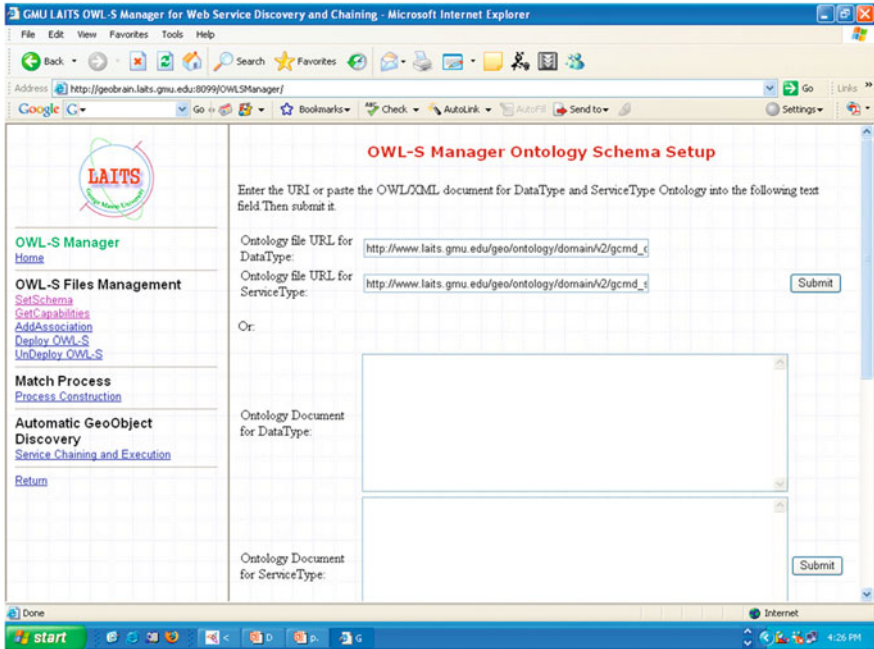 GMU LAITS OWL-S Manager for Web Service Discovery and Chaining - Microsoft Internet Explorer
File Edit View Favorites Tools Help
Back Search Favorites
Address http://geobrain.laits.gmu.edu:8099/OWLSManager/ Go Links »
Google G Go Bookmarks Check AutoLink AutoFill Send to Settings
LAITS
George Mason University
OWL-S Manager
Home
OWL-S Files Management
SetSchema
GetCapabilities
AddAssociation
Deploy OWL-S
UnDeploy OWL-S
Match Process
Process Construction
Automatic GeoObject
Discovery
Service Chaining and Execution
Return
OWL-S Manager Ontology Schema Setup
Enter the URI or paste the OWL/XML document for DataType and ServiceType Ontology into the following text
field.Then submit it.
Ontology file URL for
DataType:
http://www.laits.gmu.edu/geo/ontology/domain/v2/gcmd_
Ontology file URL for
ServiceType:
http://www.laits.gmu.edu/geo/ontology/domain/v2/gcmd_
Submit
Or:
Ontology Document
for DataType:
Ontology Document
for ServiceType:
Submit
Done Internet
start < D p. G 4:26 PM